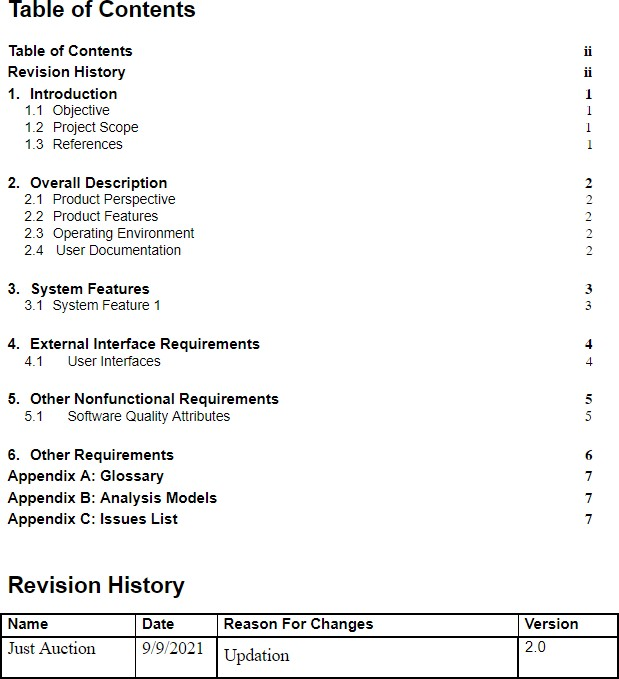 Table of Contents
Table of Contents ii
Revision History ii
1. Introduction 1
1.1 Objective 1
1.2 Project Scope 1
1.3 References 1
2. Overall Description 2
2.1 Product Perspective 2
2.2 Product Features 2
2.3 Operating Environment 2
2.4 User Documentation 2
3. System Features 3
3.1 System Feature 1 3
4. External Interface Requirements 4
4.1 User Interfaces 4
5. Other Nonfunctional Requirements 5
5.1 Software Quality Attributes 5
6. Other Requirements 6
Appendix A: Glossary 7
Appendix B: Analysis Models 7
Appendix C: Issues List 7
Revision History
Name Date Reason For Changes Version
Just Auction 9/9/2021 Updation 2.0